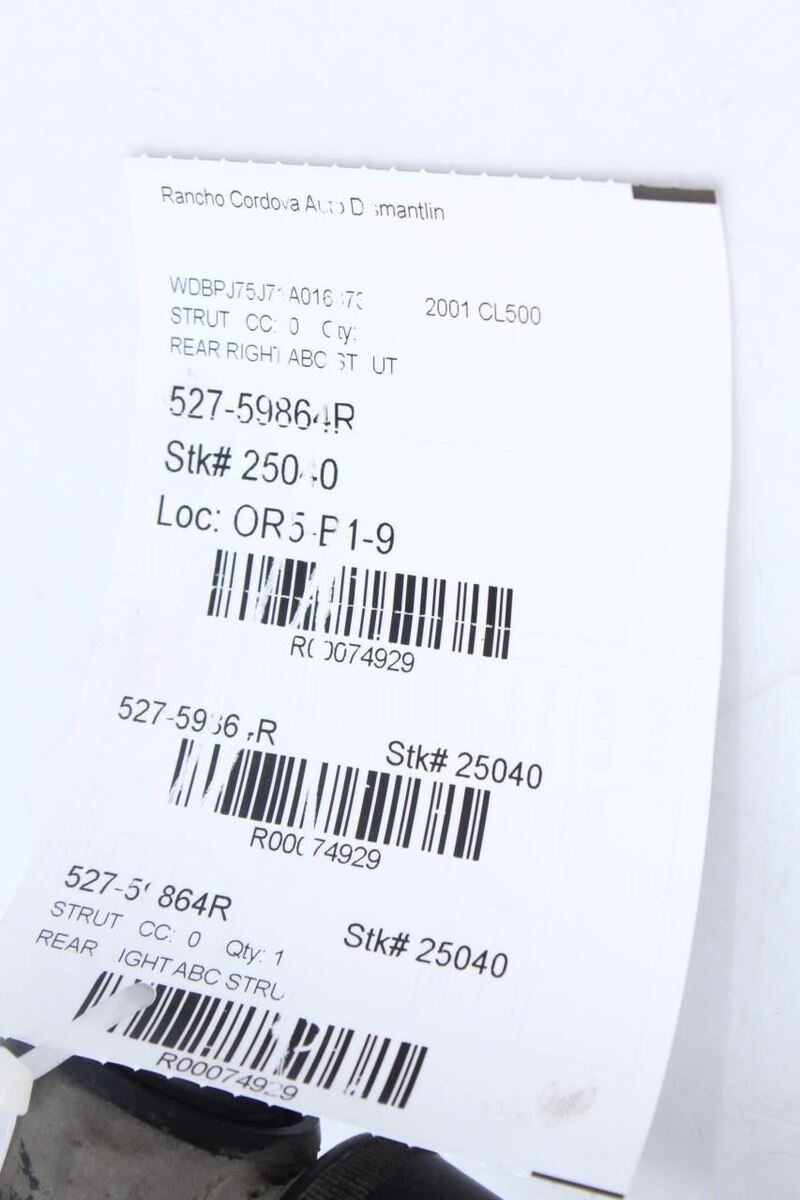 Rancho Cordova Auto Dismantlin
2001 CL500
STRUT CC: 0 Qty:
REAR RIGHT ABC STRUT
527-59864R
Stk# 25040
Loc: OR5-B1-9
R00074929
527-59864R Stk# 25040
R00074929
527-59864R Stk# 25040
STRUT CC: 0 Qty: 1
REAR RIGHT ABC STRU
R00074929